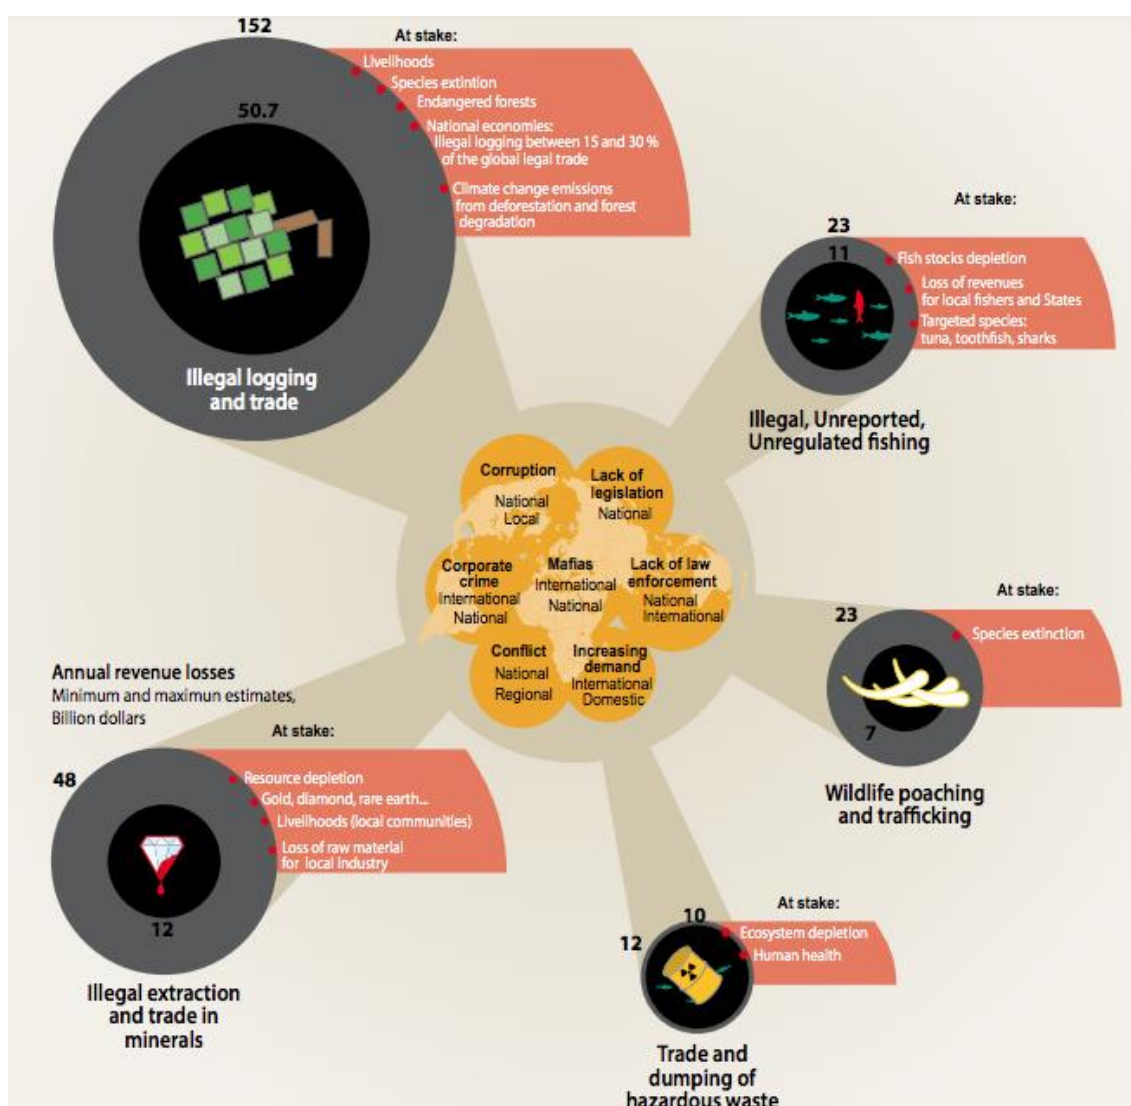 152
At stake:
Livelihoods
Species extintion
Endangered forests
National economies:
Illegal logging between 15 and 30 %
of the global legal trade
Climate change emissions
from deforestation and forest
degradation
50.7
Illegal logging
and trade
At stake:
23
11
Fish stocks depletion
Loss of revenues
for local fishers and States
Targeted species:
tuna, toothfish, sharks
Illegal, Unreported,
Unregulated fishing
Corruption
National
Local
Lack of
legislation
National
Corporate
crime
International
National
Mafias
International
National
Lack of law
enforcement
National
International
Conflict
National
Regional
Increasing
demand
International
Domestic
At stake:
23
Species extinction
7
Wildlife poaching
and trafficking
Annual revenue losses
Minimum and maximun estimates,
Billion dollars
At stake:
48
Resource depletion
Gold, diamond, rare earth...
Livelihoods (local communities)
Loss of raw material
for local industry
12
Illegal extraction
and trade in
minerals
At stake:
10
12
Ecosystem depletion
Human health
Trade and
dumping of
hazardous waste